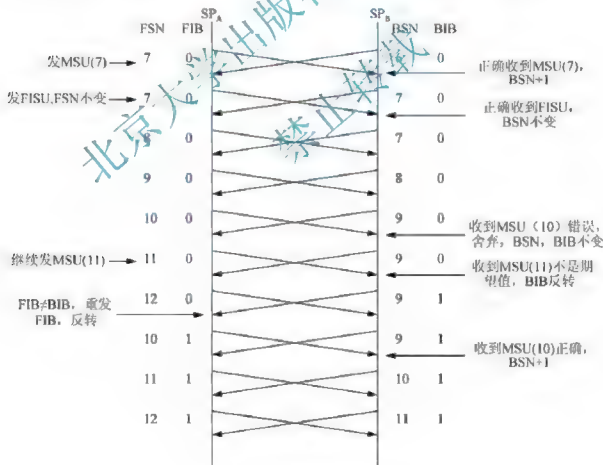 SP_A SP_B
FSN FIB BSN BIB
发MSU(7) 7 0 6 0
正确收到MSU(7),
BSN+1
发FISU,FSN不变 7 0 7 0
正确收到FISU,
BSN不变
8 0 7 0
9 0 8 0
10 0 9 0
收到MSU(10)错误,
舍弃,BSN,BIB不变
继续发MSU(11) 11 0 9 0
收到MSU(11)不是期
望值,BIB反转
12 0 9 1
FIB≠BIB,重发
FIB,反转
10 1 9 1
收到MSU(10)正确,
BSN+1
11 1 10 1
12 1 11 1
北京大学出版
禁止转载